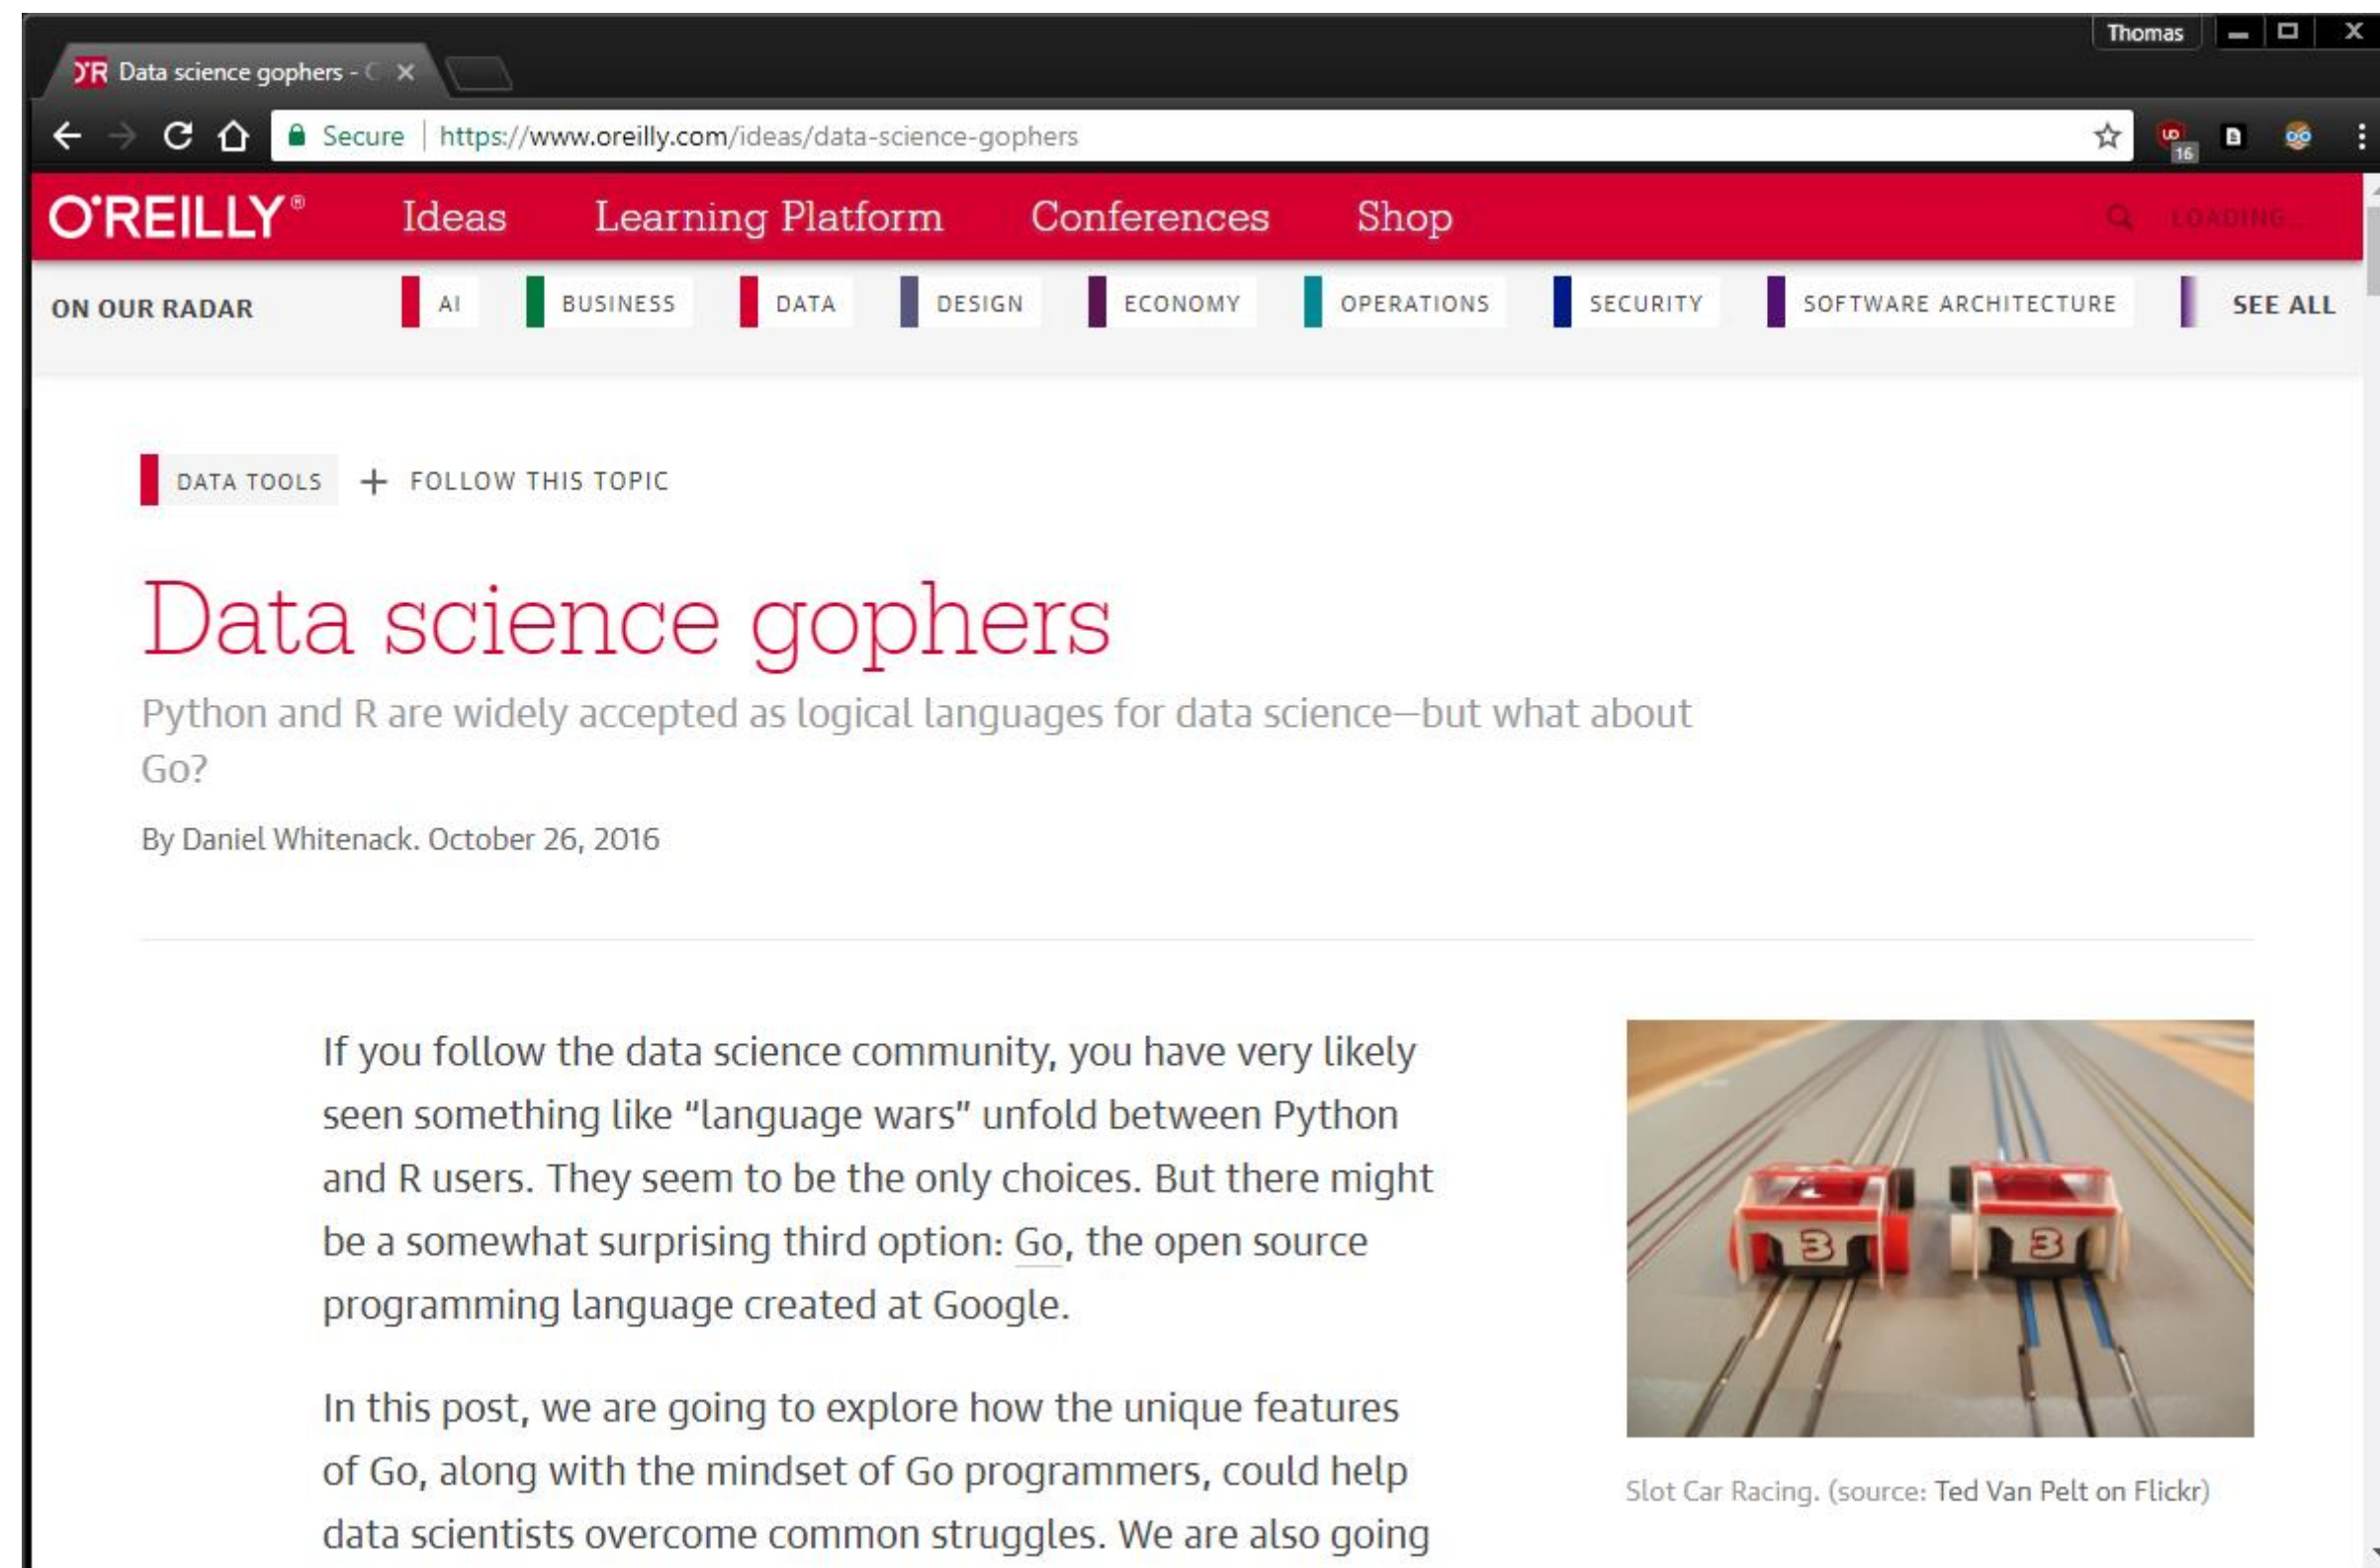 Thomas
O'R Data science gophers -
Secure | https://www.oreilly.com/ideas/data-science-gophers
16
O'REILLY® Ideas Learning Platform Conferences Shop LOADING...
ON OUR RADAR AI BUSINESS DATA DESIGN ECONOMY OPERATIONS SECURITY SOFTWARE ARCHITECTURE SEE ALL
DATA TOOLS + FOLLOW THIS TOPIC
Data science gophers
Python and R are widely accepted as logical languages for data science—but what about
Go?
By Daniel Whitenack. October 26, 2016
If you follow the data science community, you have very likely
seen something like “language wars” unfold between Python
and R users. They seem to be the only choices. But there might
be a somewhat surprising third option: Go, the open source
programming language created at Google.
In this post, we are going to explore how the unique features
of Go, along with the mindset of Go programmers, could help
data scientists overcome common struggles. We are also going
3 3
Slot Car Racing. (source: Ted Van Pelt on Flickr)